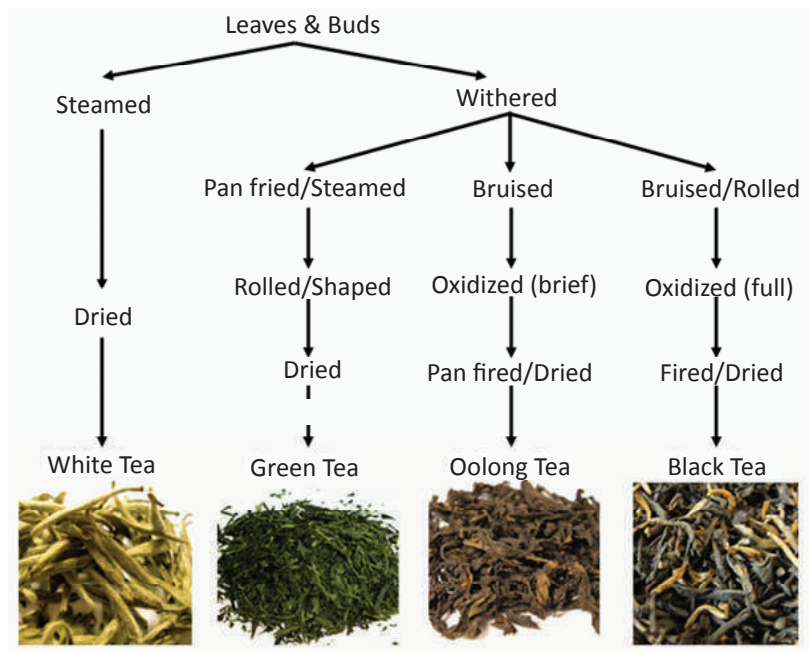 Leaves & Buds
Steamed
Withered
Pan fried/Steamed
Bruised
Bruised/Rolled
Rolled/Shaped
Oxidized (brief)
Oxidized (full)
Dried
Dried
Pan fired/Dried
Fired/Dried
White Tea
Green Tea
Oolong Tea
Black Tea